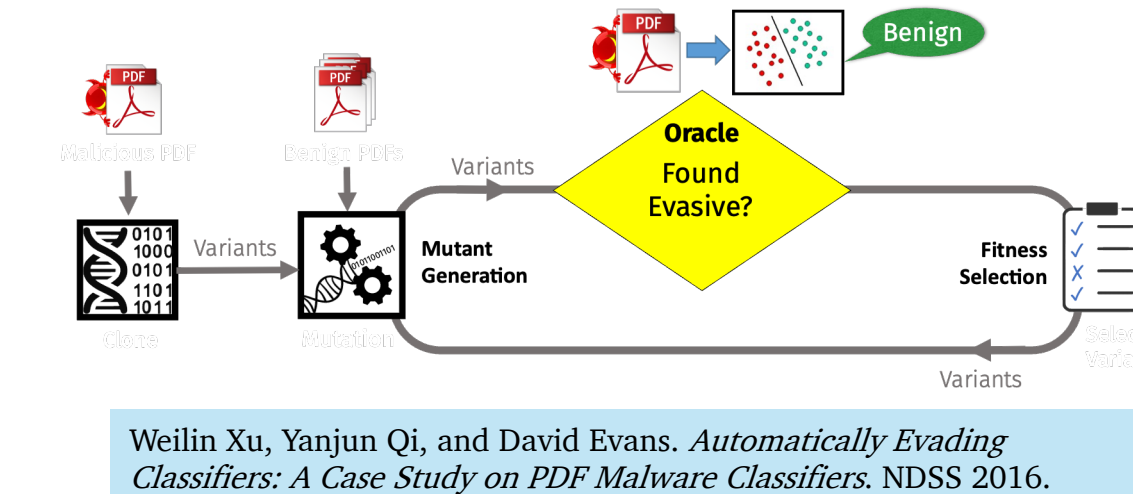 PDF
Benign
PDF
PDF
Oracle
Found
Evasive?
Malicious PDF
Benign PDFs
Variants
0101
1000
0101
1101
1011
Variants
01011001101
Mutant
Generation
Fitness
Selection
✓
✓
✗
✓
Clone
Mutation
Variants
Weilin Xu, Yanjun Qi, and David Evans. Automatically Evading
Classifiers: A Case Study on PDF Malware Classifiers. NDSS 2016.